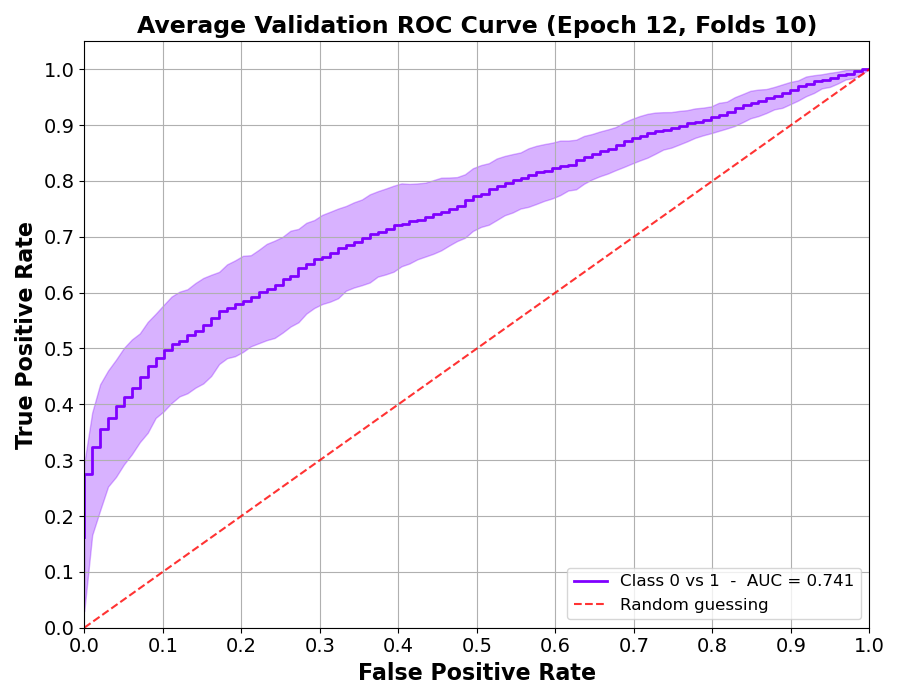 Average Validation ROC Curve (Epoch 12, Folds 10)
True Positive Rate
1.0
0.9
0.8
0.7
0.6
0.5
0.4
0.3
0.2
0.1
0.0
Class 0 vs 1 - AUC = 0.741
Random guessing
0.0 0.1 0.2 0.3 0.4 0.5 0.6 0.7 0.8 0.9 1.0
False Positive Rate